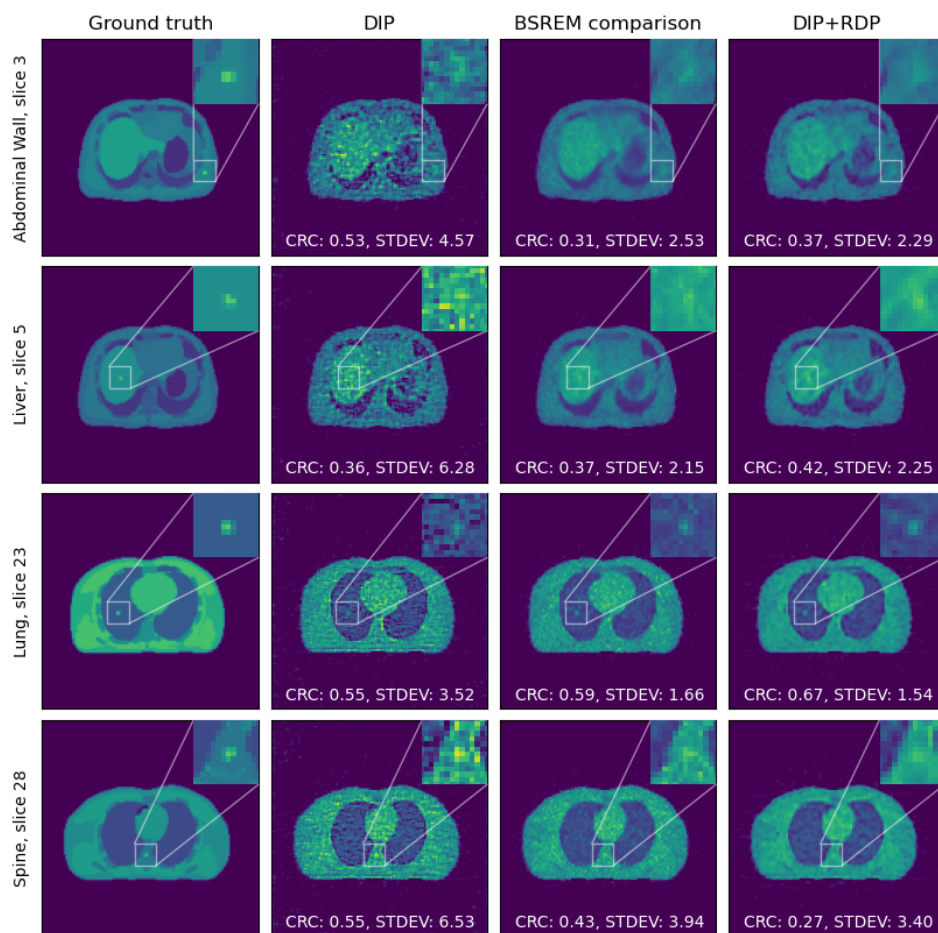 Ground truth DIP BSREM comparison DIP+RDP
Abdominal Wall, slice 3
CRC: 0.53, STDEV: 4.57 CRC: 0.31, STDEV: 2.53 CRC: 0.37, STDEV: 2.29
Liver, slice 5
CRC: 0.36, STDEV: 6.28 CRC: 0.37, STDEV: 2.15 CRC: 0.42, STDEV: 2.25
Lung, slice 23
CRC: 0.55, STDEV: 3.52 CRC: 0.59, STDEV: 1.66 CRC: 0.67, STDEV: 1.54
Spine, slice 28
CRC: 0.55, STDEV: 6.53 CRC: 0.43, STDEV: 3.94 CRC: 0.27, STDEV: 3.40